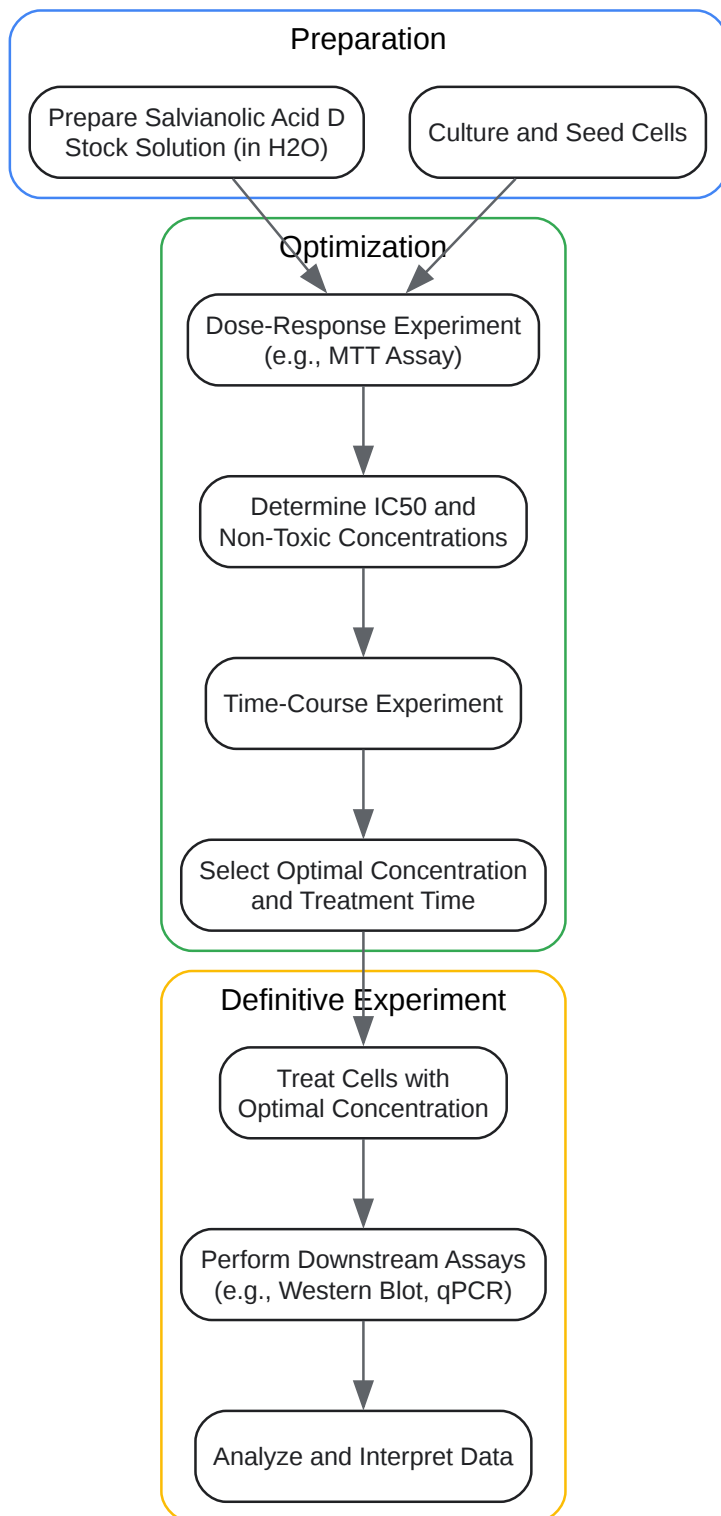 Preparation
Prepare Salvianolic Acid D
Stock Solution (in H2O)
Culture and Seed Cells
Optimization
Dose-Response Experiment
(e.g., MTT Assay)
Determine IC50 and
Non-Toxic Concentrations
Time-Course Experiment
Select Optimal Concentration
and Treatment Time
Definitive Experiment
Treat Cells with
Optimal Concentration
Perform Downstream Assays
(e.g., Western Blot, qPCR)
Analyze and Interpret Data